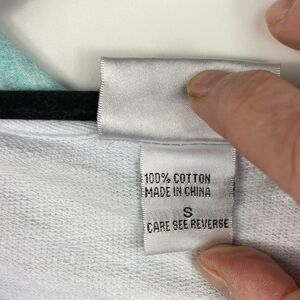 100% COTTON
MADE IN CHINA
S
CARE SEE REVERSE